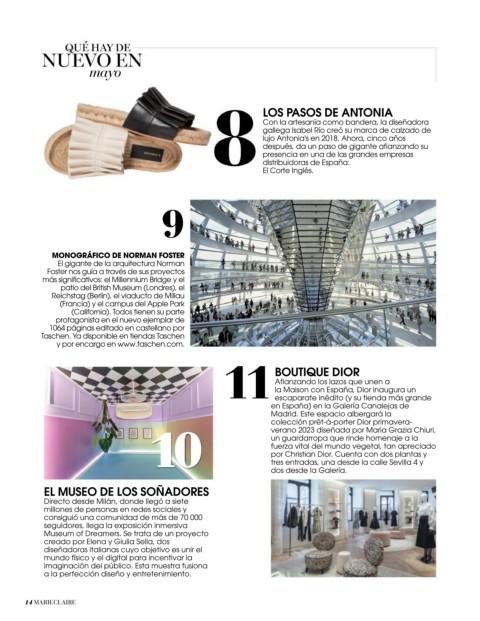 QUÉ HAY DE
NUEVO EN
mayo
8
LOS PASOS DE ANTONIA
Con la artesanía como bandera, la diseñadora
gallega Isabel Río creó su marca de calzado de
lujo Antonia's en 2018. Ahora, cinco años
después, da un paso de gigante afianzando su
presencia en una de las grandes empresas
distribuidoras de España:
El Corte Inglés.
9
MONOGRÁFICO DE NORMAN FOSTER
El gigante de la arquitectura Norman
Foster nos guía a través de sus proyectos
más significativos: el Millennium Bridge y el
patio del British Museum (Londres), el
Reichstag (Berlín), el viaducto de Millau
(Francia) y el campus del Apple Park
(California). Todos tienen su parte
protagonista en el nuevo ejemplar de
1064 páginas editado en castellano por
Taschen. Ya disponible en tiendas Taschen
y por encargo en www.taschen.com.
10
EL MUSEO DE LOS SOÑADORES
Directo desde Milán, donde llegó a siete
millones de personas en redes sociales y
consiguió una comunidad de más de 70 000
seguidores, llega la exposición inmersiva
Museum of Dreamers. Se trata de un proyecto
creado por Elena y Giulia Sella, dos
diseñadoras italianas cuyo objetivo es unir el
mundo físico y el digital para incentivar la
imaginación del público. Esta muestra fusiona
a la perfección diseño y entretenimiento.
11
BOUTIQUE DIOR
Afianzando los lazos que unen a
la Maison con España, Dior inaugura un
escaparate inédito (y su tienda más grande
en España) en la Galería Canalejas de
Madrid. Este espacio albergará la
colección prêt-à-porter Dior primavera-
verano 2023 diseñada por Maria Grazia Chiuri,
un guardarropa que rinde homenaje a la
fuerza vital del mundo vegetal, tan apreciado
por Christian Dior. Cuenta con dos plantas y
tres entradas, una desde la calle Sevilla 4 y
dos desde la Galería.
14 MARIECLAIRE